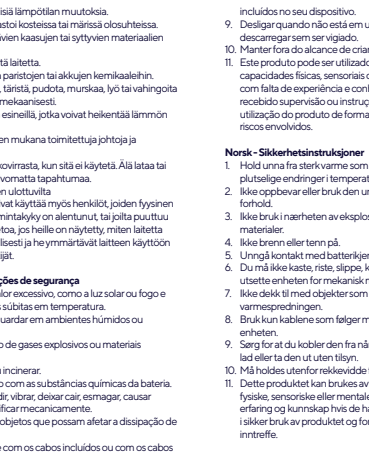 isiä lämpötilan muutoksia.
astoi kosteissa tai märissä olosuhteissa.
vien kaasujen tai syttyvien materiaalien
tä laitetta.
n paristojen tai akkujen kemikaaleihin.
, täristä, pudota, murskaa, lyö tai vahingoita
mekaanisesti.
esineillä, jotka voivat heikentää lämmön
en mukana toimitettuja johtoja ja
kovirrasta, kun sitä ei käytetä. Älä lataa tai
vomatta tapahtumaa.
en ulottuvilta
vat käyttää myös henkilöt, joiden fyysinen
mintakyky on alentunut, tai joilta puuttuu
etoa, jos heille on näytetty, miten laitetta
llisesti ja he ymmärtävät laitteen käyttöön
ijät.
ções de segurança
alor excessivo, como a luz solar ou fogo e
s súbitas em temperatura.
guardar em ambientes húmidos ou
o de gases explosivos ou materiais
u incinerar.
o com as substâncias químicas da bateria.
dir, vibrar, deixar cair, esmagar, causar
ificar mecanicamente.
objetos que possam afetar a dissipação de
e com os cabos incluídos ou com os cabos
incluídos no seu dispositivo.
9. Desligar quando não está em u
descarregar sem ser vigiado.
10. Manter fora do alcance de crian
11. Este produto pode ser utilizado
capacidades físicas, sensoriais o
com falta de experiência e conh
recebido supervisão ou instruç
utilização do produto de forma
riscos envolvidos.
Norsk - Sikkerhetsinstruksjoner
1. Hold unna fra sterk varme som
plutselige endringer i temperat
2. Ikke oppbevar eller bruk den un
forhold.
3. Ikke bruk i nærheten av eksplos
materialer.
4. Ikke brenn eller tenn på.
5. Unngå kontakt med batterikjem
6. Du må ikke kaste, riste, slippe, k
utsette enheten for mekanisk m
7. Ikke dekk til med objekter som
varmespredningen.
8. Bruk kun kablene som følger m
enheten.
9. Sørg for at du kobler den fra nå
lad eller ta den ut uten tilsyn.
10. Må holdes utenfor rekkevidde
11. Dette produktet kan brukes av
fysiske, sensoriske eller mentale
erfaring og kunnskap hvis de ha
i sikker bruk av produktet og for
inntreffe.